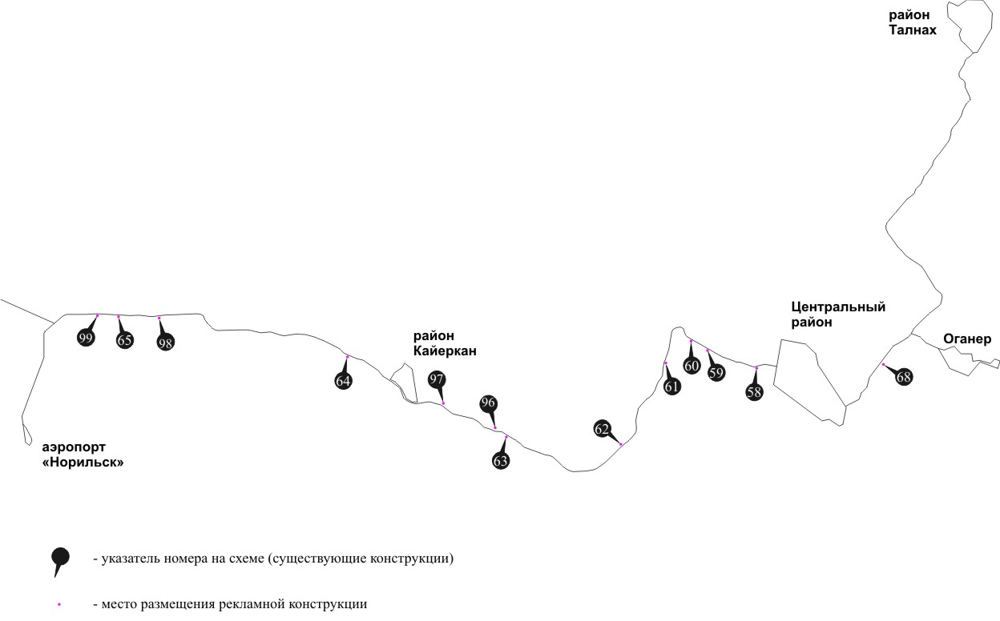 район
Талнах
Центральный
район
Оганер
район
Кайеркан
99
65
98
64
97
96
63
62
61
60
59
58
68
аэропорт
«Норильск»
- указатель номера на схеме (существующие конструкции)
- место размещения рекламной конструкции